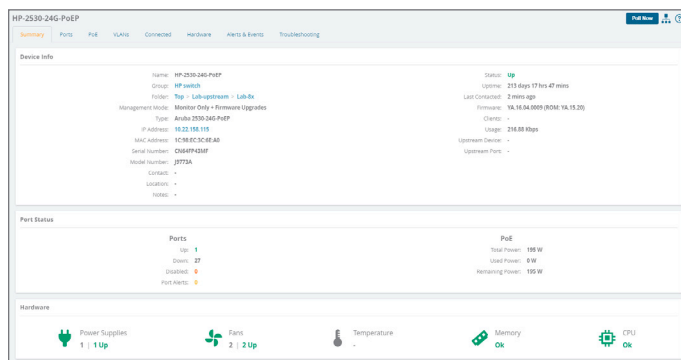 HP-2530-24G-PoEP
Poll Now
Summary Ports PoE VLANs Connected Hardware Alerts & Events Troubleshooting
Device Info
Name: HP-2530-24G-PoEP
Group: HP switch
Folder: Top > Lab-upstream > Lab-Rx
Management Mode: Monitor Only + Firmware Upgrades
Type: Aruba 2530-24G-PoEP
IP Address: 10.22.158.115
MAC Address: 1C:98:EC:3C:6E:A0
Serial Number: CN64FP43MF
Model Number: J9773A
Contact: -
Location: -
Notes: -
Status: Up
Uptime: 213 days 17 hrs 47 mins
Last Contacted: 2 mins ago
Firmware: YA.16.04.0009 (ROM: YA.15.20)
Clients: -
Usage: 216.88 Kbps
Upstream Device: -
Upstream Port: -
Port Status
Ports
Up: 1
Down: 27
Disabled: 0
Port Alerts: 0
PoE
Total Power: 195 W
Used Power: 0 W
Remaining Power: 195 W
Hardware
Power Supplies
1 | 1 Up
Fans
2 | 2 Up
Temperature
-
Memory
Ok
CPU
Ok